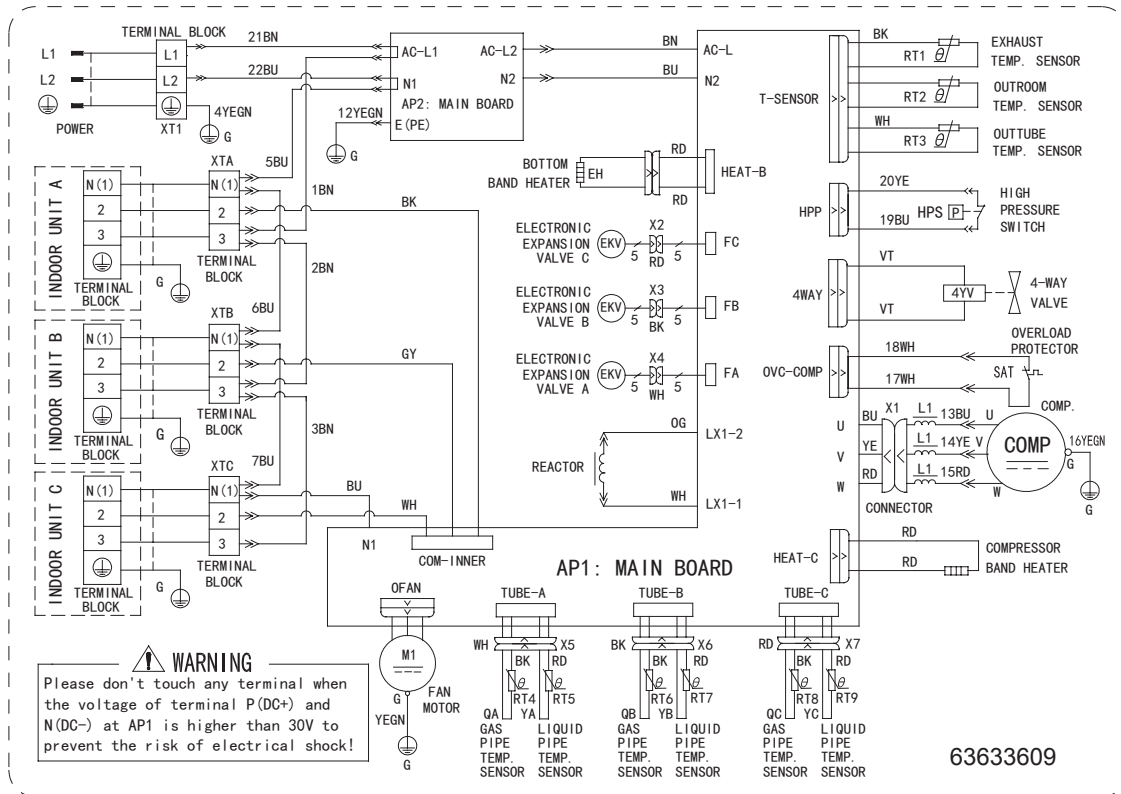 TERMINAL BLOCK
L1
L2
POWER
L1
L2
XT1
21BN
22BU
4YEGN
G
12YEGN
G
AC-L1
N1
E(PE)
AC-L2
N2
AP2: MAIN BOARD
BN
BU
AC-L
N2
INDOOR UNIT A
N(1)
2
3
TERMINAL
BLOCK
G
XTA
N(1)
2
3
TERMINAL
BLOCK
5BU
1BN
BK
2BN
INDOOR UNIT B
N(1)
2
3
TERMINAL
BLOCK
G
XTB
N(1)
2
3
TERMINAL
BLOCK
6BU
GY
3BN
INDOOR UNIT C
N(1)
2
3
TERMINAL
BLOCK
G
XTC
N(1)
2
3
TERMINAL
BLOCK
7BU
BU
WH
N1
COM-INNER
BOTTOM
BAND HEATER
EH
RD
RD
HEAT-B
ELECTRONIC
EXPANSION
VALVE C
EKV
5
X2
RD
5
FC
ELECTRONIC
EXPANSION
VALVE B
EKV
5
X3
BK
5
FB
ELECTRONIC
EXPANSION
VALVE A
EKV
5
X4
WH
5
FA
REACTOR
OG
LX1-2
WH
LX1-1
T-SENSOR
BK
RT1
θ
EXHAUST
TEMP. SENSOR
RT2
θ
OUTROOM
TEMP. SENSOR
WH
RT3
θ
OUTTUBE
TEMP. SENSOR
HPP
20YE
19BU
HPS
P
HIGH
PRESSURE
SWITCH
4WAY
VT
VT
4YV
4-WAY
VALVE
OVC-COMP
18WH
17WH
OVERLOAD
PROTECTOR
SAT
U
V
W
BU
YE
RD
X1
CONNECTOR
L1
13BU
U
L1
14YE
V
L1
15RD
W
COMP.
COMP
16YEGN
G
G
HEAT-C
RD
RD
COMPRESSOR
BAND HEATER
AP1: MAIN BOARD
OFAN
M1
FAN
MOTOR
G
YEGN
G
TUBE-A
WH
X5
BK
RD
θ
RT4
θ
RT5
QA
YA
GAS
PIPE
TEMP.
SENSOR
LIQUID
PIPE
TEMP.
SENSOR
TUBE-B
BK
X6
BK
RD
θ
RT6
θ
RT7
QB
YB
GAS
PIPE
TEMP.
SENSOR
LIQUID
PIPE
TEMP.
SENSOR
TUBE-C
RD
X7
BK
RD
θ
RT8
θ
RT9
QC
YC
GAS
PIPE
TEMP.
SENSOR
LIQUID
PIPE
TEMP.
SENSOR
WARNING
Please don't touch any terminal when
the voltage of terminal P(DC+) and
N(DC-) at AP1 is higher than 30V to
prevent the risk of electrical shock!
63633609